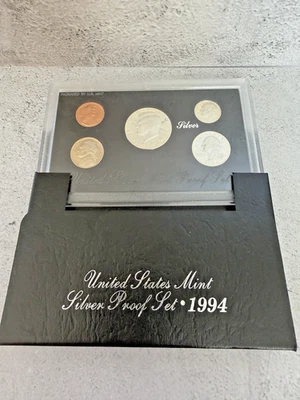 Silver
United States Mint
Silver Proof Set • 1994